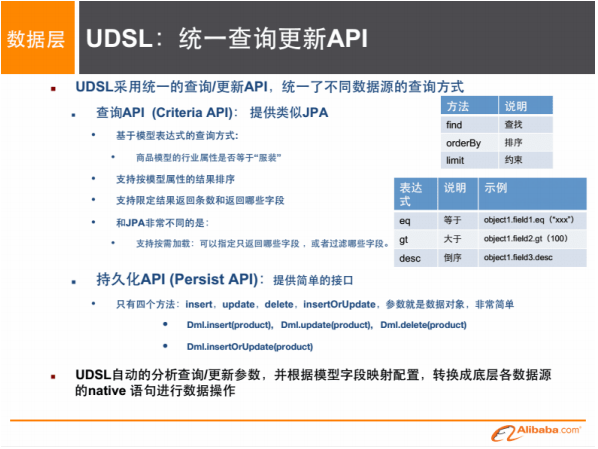 数据层
UDSL：统一查询更新API
UDSL采用统一的查询/更新API，统一了不同数据源的查询方式
查询API (Criteria API)： 提供类似JPA
基于模型表达式的查询方式:
商品模型的行业属性是否等于“服装”
支持按模型属性的结果排序
支持限定结果返回条数和返回哪些字段
和JPA非常不同的是：
支持按需加载：可以指定只返回哪些字段 ，或者过滤哪些字段。
方法 说明
find 查找
orderBy 排序
limit 约束
表达式 说明 示例
eq 等于 object1.field1.eq（“xxx”）
gt 大于 object1.field2.gt（100）
desc 倒序 object1.field3.desc
持久化API (Persist API)： 提供简单的接口
只有四个方法：insert，update，delete，insertOrUpdate，参数就是数据对象，非常简单
Dml.insert(product)， Dml.update(product)， Dml.delete(product)
Dml.insertOrUpdate(product)
UDSL自动的分析查询/更新参数，并根据模型字段映射配置，转换成底层各数据源
的native 语句进行数据操作
Alibaba.com